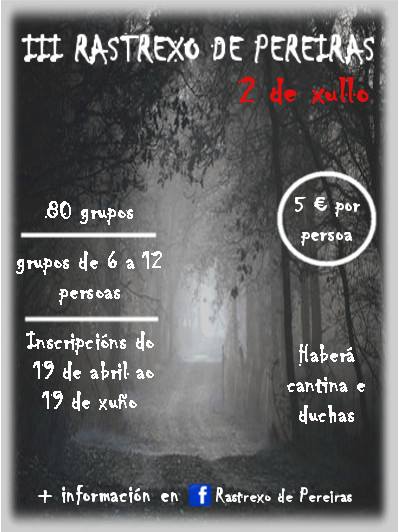 III RASTREXO DE PEREIRAS
2 de xullo
80 grupos
grupos de 6 a 12
persoas
Inscripcións do
19 de abril ao
19 de xuño
5 € por
persoa
Haberá
cantina e
duchas
+ información en f Rastrexo de Pereiras